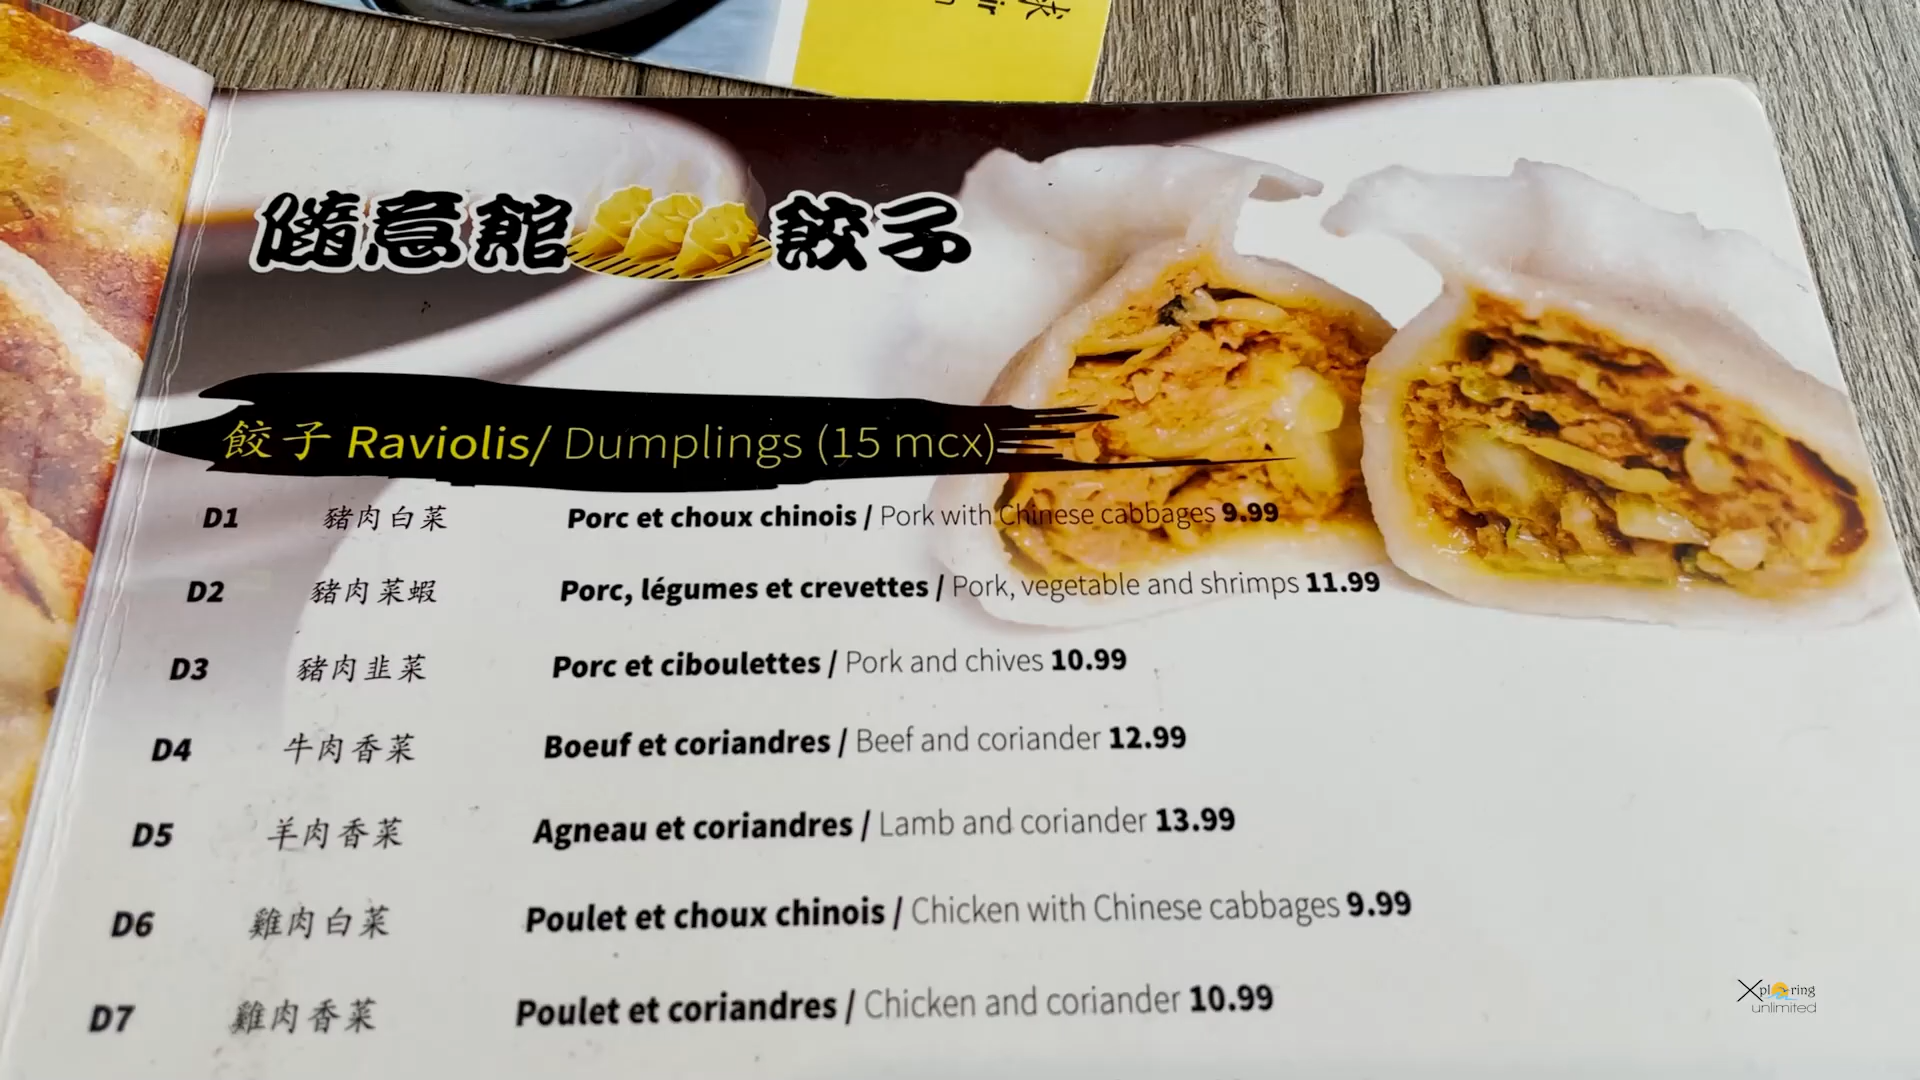 球
隨意館 餃子
餃子 Raviolis/ Dumplings (15 mcx)
D1 豬肉白菜 Porc et choux chinois / Pork with Chinese cabbages 9.99
D2 豬肉菜蝦 Porc, légumes et crevettes / Pork, vegetable and shrimps 11.99
D3 豬肉韭菜 Porc et ciboulettes / Pork and chives 10.99
D4 牛肉香菜 Boeuf et coriandres / Beef and coriander 12.99
D5 羊肉香菜 Agneau et coriandres / Lamb and coriander 13.99
D6 雞肉白菜 Poulet et choux chinois / Chicken with Chinese cabbages 9.99
D7 雞肉香菜 Poulet et coriandres / Chicken and coriander 10.99
Xploring
unlimited